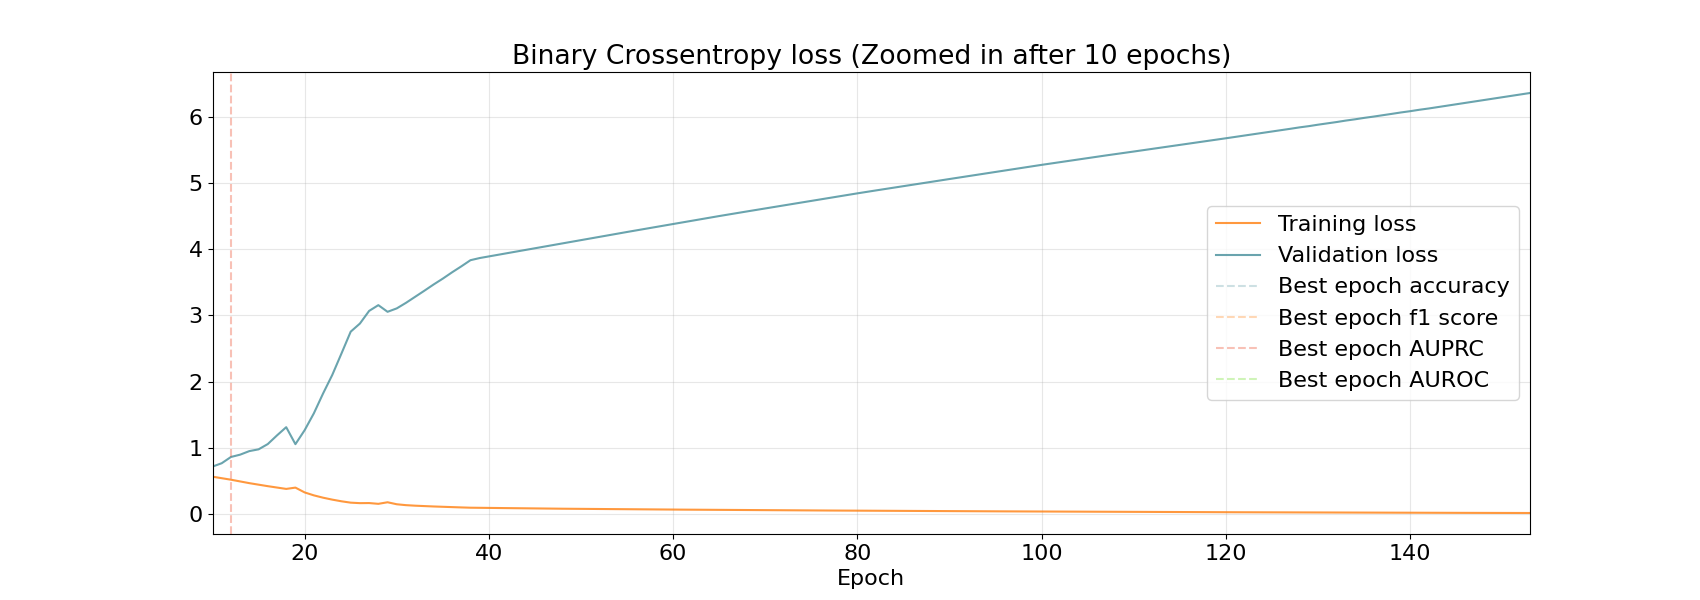 Binary Crossentropy loss (Zoomed in after 10 epochs)
6
5
4
3
2
1
0
Training loss
Validation loss
Best epoch accuracy
Best epoch f1 score
Best epoch AUPRC
Best epoch AUROC
20 40 60 80 100 120 140
Epoch